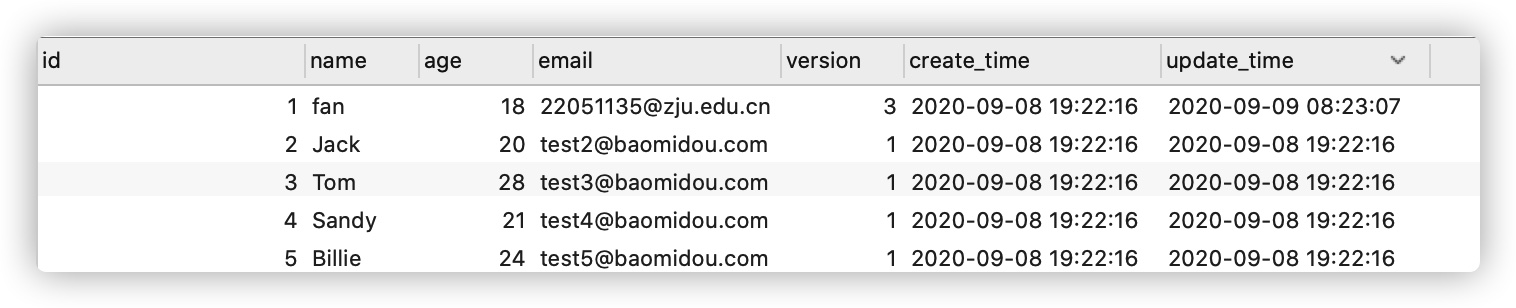 id name age email version create_time update_time
1 fan 18 22051135@zju.edu.cn 3 2020-09-08 19:22:16 2020-09-09 08:23:07
2 Jack 20 test2@baomidou.com 1 2020-09-08 19:22:16 2020-09-08 19:22:16
3 Tom 28 test3@baomidou.com 1 2020-09-08 19:22:16 2020-09-08 19:22:16
4 Sandy 21 test4@baomidou.com 1 2020-09-08 19:22:16 2020-09-08 19:22:16
5 Billie 24 test5@baomidou.com 1 2020-09-08 19:22:16 2020-09-08 19:22:16